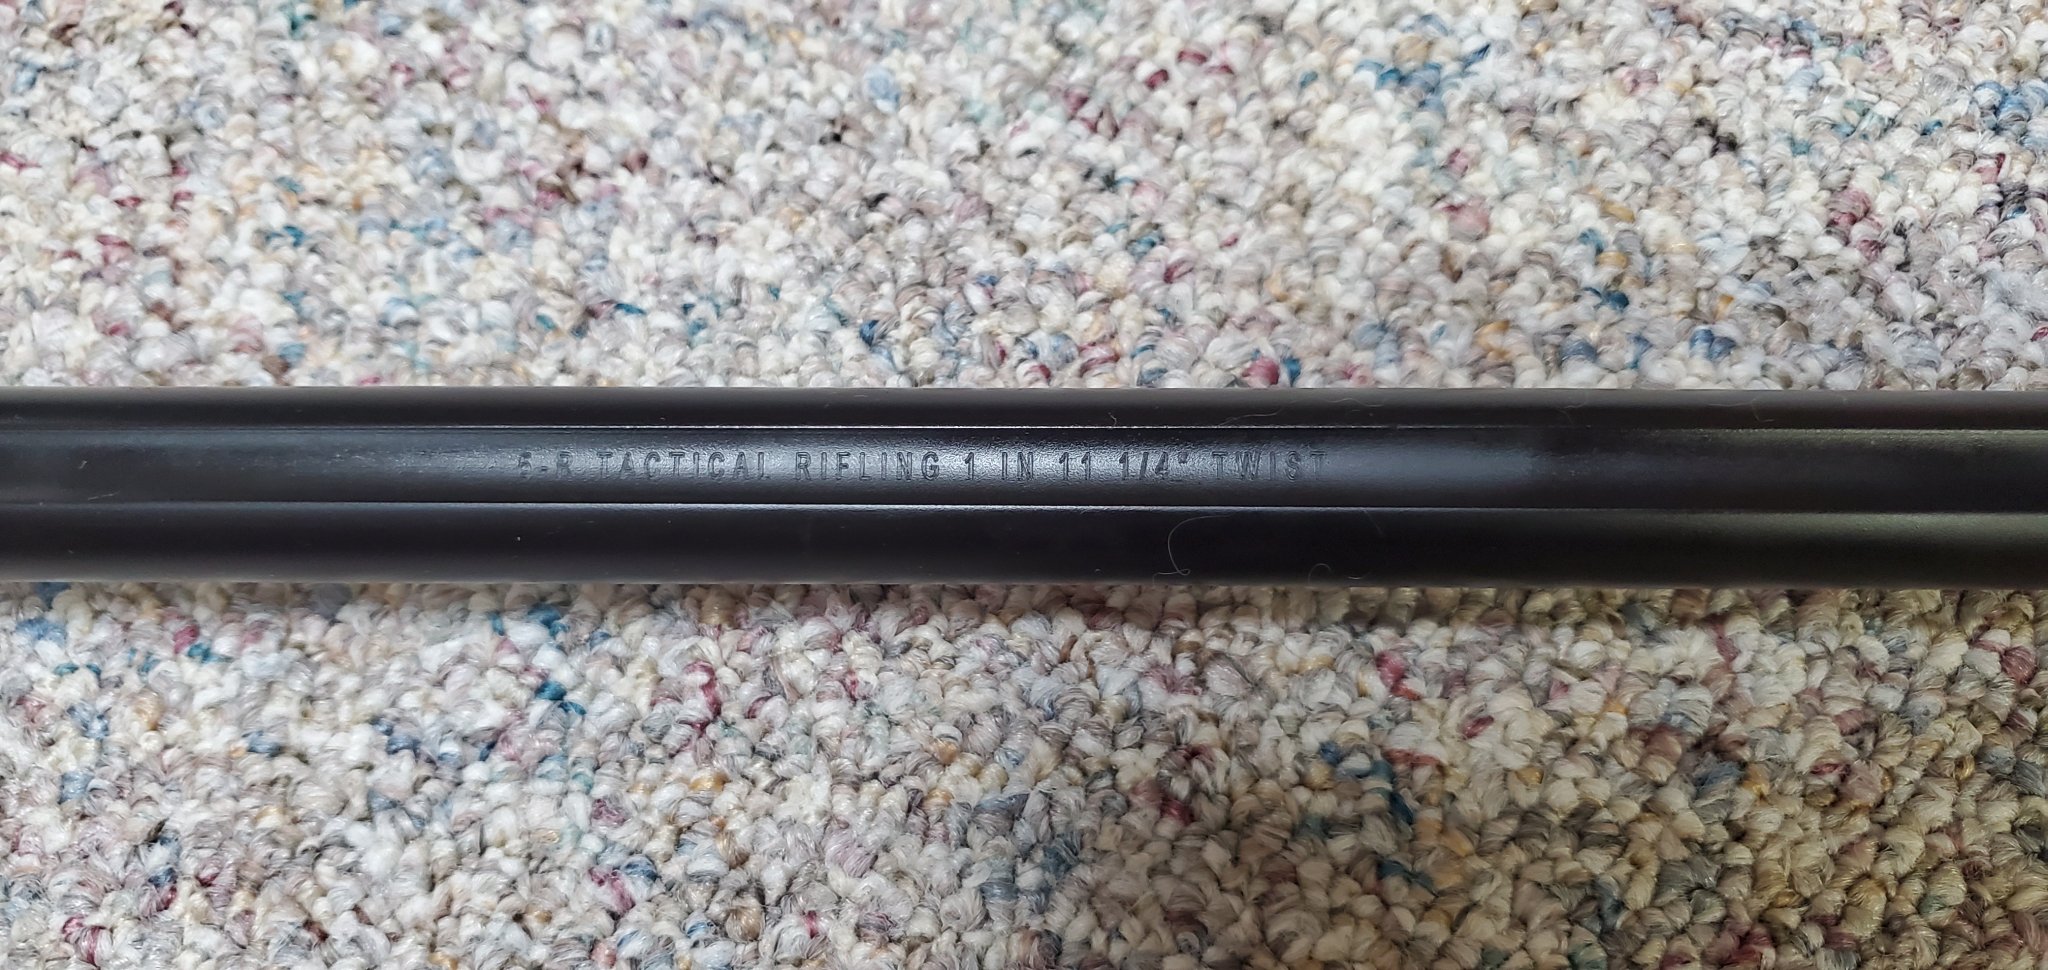 5-R TACTICAL RIFLING 1 IN 11 1/4" TWIST